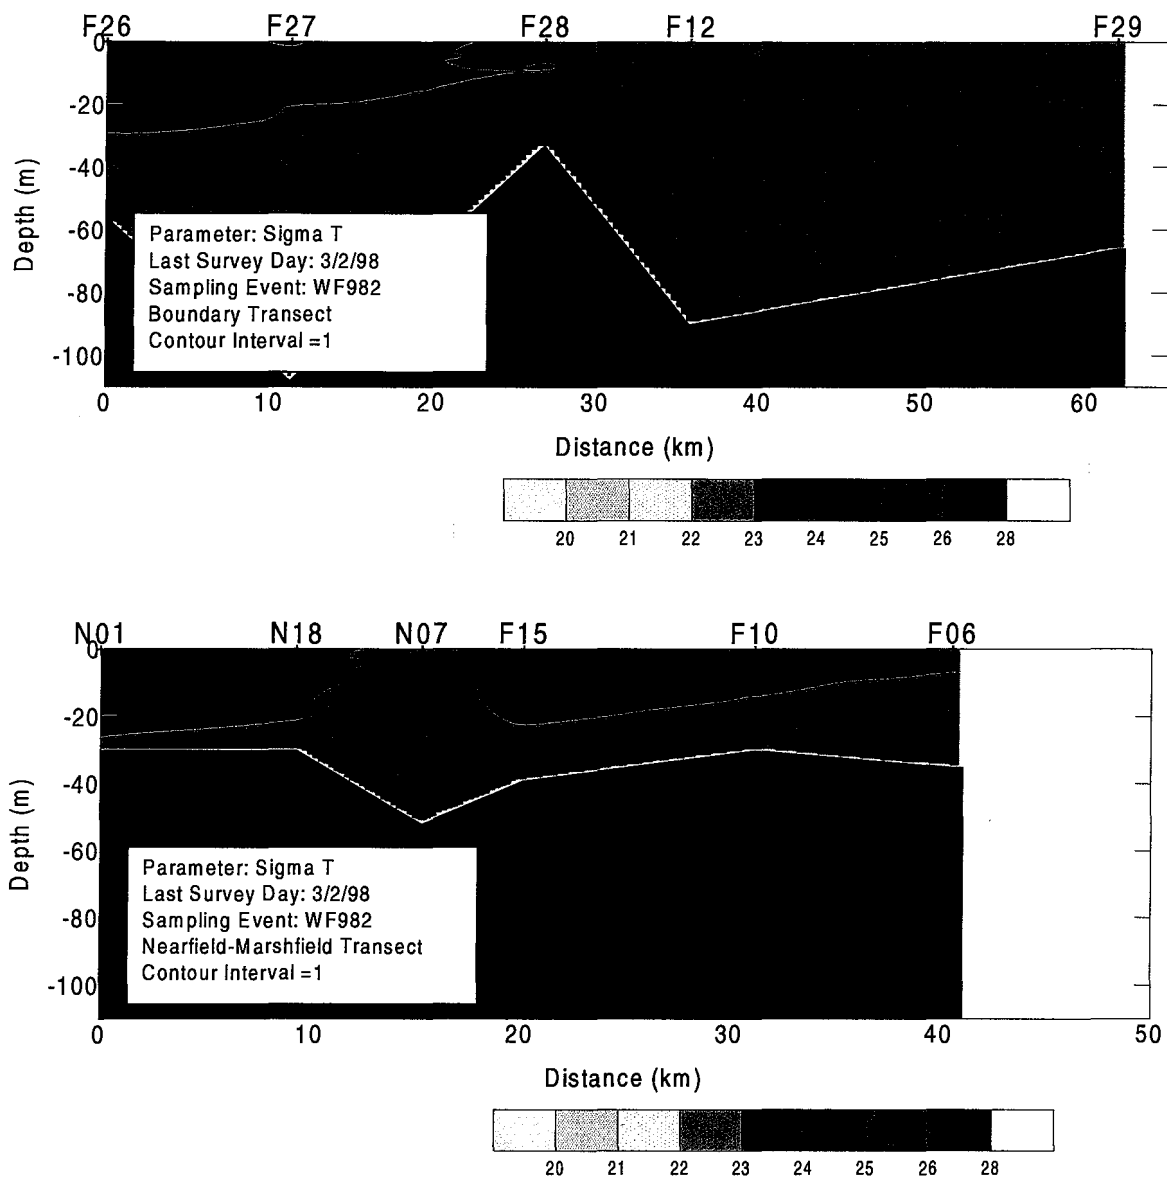 F26 F27 F28 F12 F29
0
-20
-40
-60
-80
-100
Depth (m)
Parameter: Sigma T
Last Survey Day: 3/2/98
Sampling Event: WF982
Boundary Transect
Contour Interval =1
0 10 20 30 40 50 60
Distance (km)
20 21 22 23 24 25 26 28
N01 N18 N07 F15 F10 F06
0
-20
-40
-60
-80
-100
Depth (m)
Parameter: Sigma T
Last Survey Day: 3/2/98
Sampling Event: WF982
Nearfield-Marshfield Transect
Contour Interval =1
0 10 20 30 40 50
Distance (km)
20 21 22 23 24 25 26 28